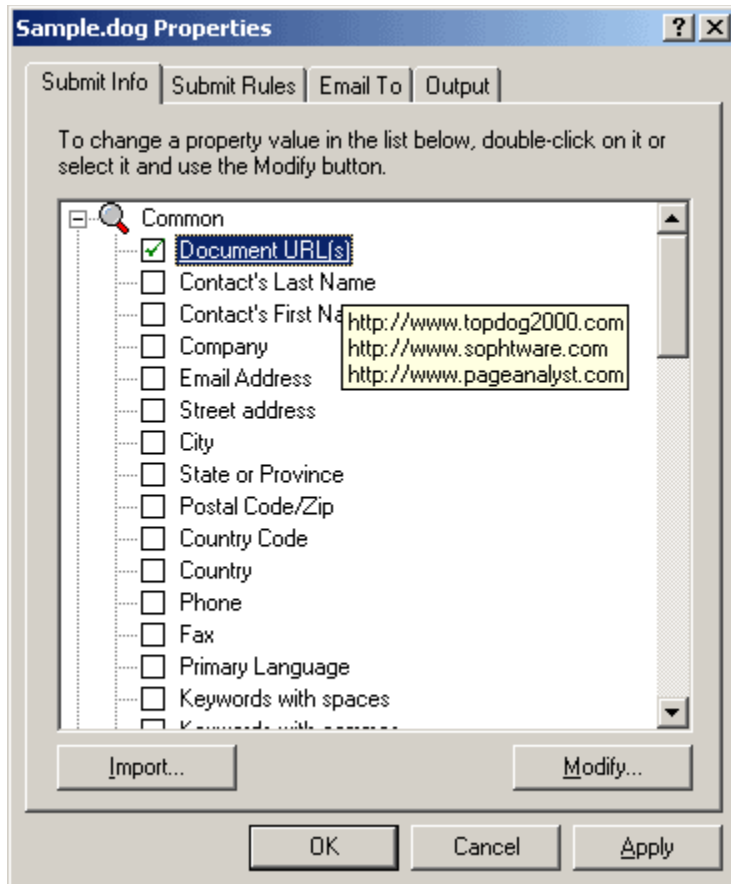 Sample.dog Properties
Submit Info
Submit Rules
Email To
Output
To change a property value in the list below, double-click on it or
select it and use the Modify button.
Common
Document URL(s)
Contact's Last Name
Contact's First Na
http://www.topdog2000.com
http://www.sophtware.com
http://www.pageanalyst.com
Company
Email Address
Street address
City
State or Province
Postal Code/Zip
Country Code
Country
Phone
Fax
Primary Language
Keywords with spaces
Import...
Modify...
OK
Cancel
Apply